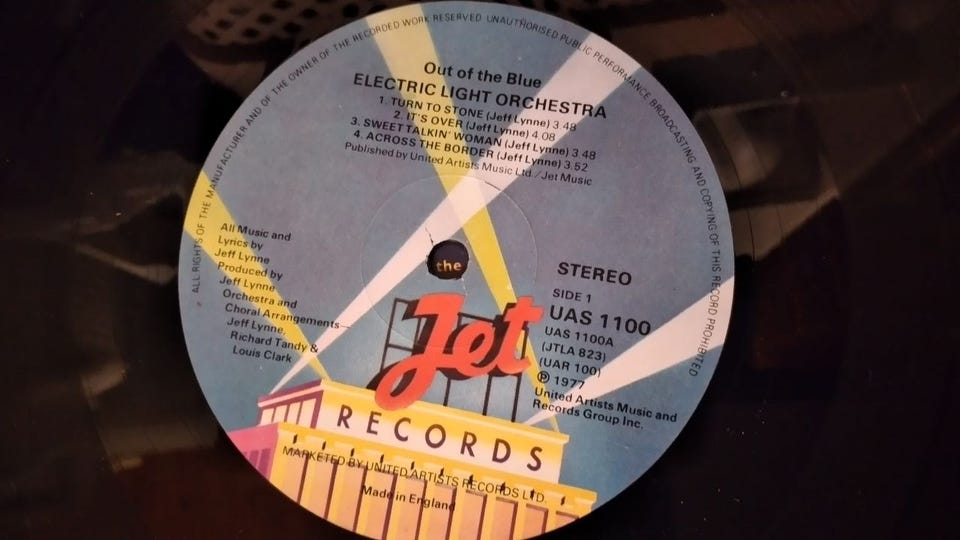 ALL RIGHTS OF THE MANUFACTURER AND OF THE OWNER OF THE RECORDED WORK RESERVED UNAUTHORISED PUBLIC PERFORMANCE BROADCASTING AND COPYING OF THIS RECORD PROHIBITED
Out of the Blue
ELECTRIC LIGHT ORCHESTRA
1. TURN TO STONE (Jeff Lynne) 3.48
2. IT'S OVER (Jeff Lynne) 4.08
3. SWEET TALKIN' WOMAN (Jeff Lynne) 3.48
4. ACROSS THE BORDER (Jeff Lynne) 3.52
Published by United Artists Music Ltd./Jet Music
All Music and
Lyrics by
Jeff Lynne
Produced by
Jeff Lynne
Orchestra and
Choral Arrangements—
Jeff Lynne,
Richard Tandy &
Louis Clark
the
STEREO
SIDE 1
UAS 1100
UAS 1100A
(JTLA 823)
(UAR 100)
℗ 1977
United Artists Music and
Records Group Inc.
Jet
RECORDS
MARKETED BY UNITED ARTISTS RECORDS LTD.
Made in England